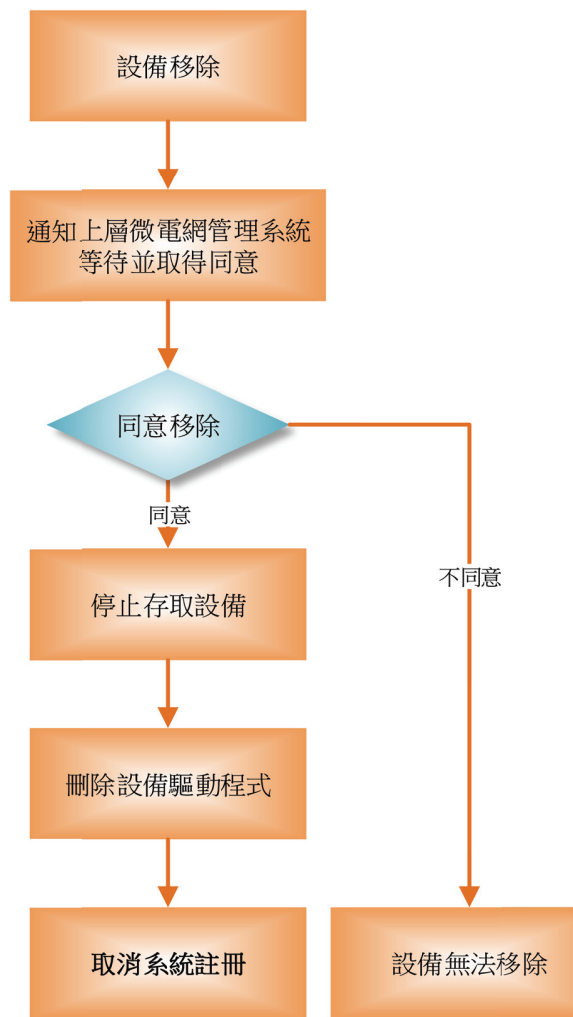 設備移除
通知上層微電網管理系統
等待並取得同意
同意移除
同意
不同意
停止存取設備
刪除設備驅動程式
取消系統註冊
設備無法移除